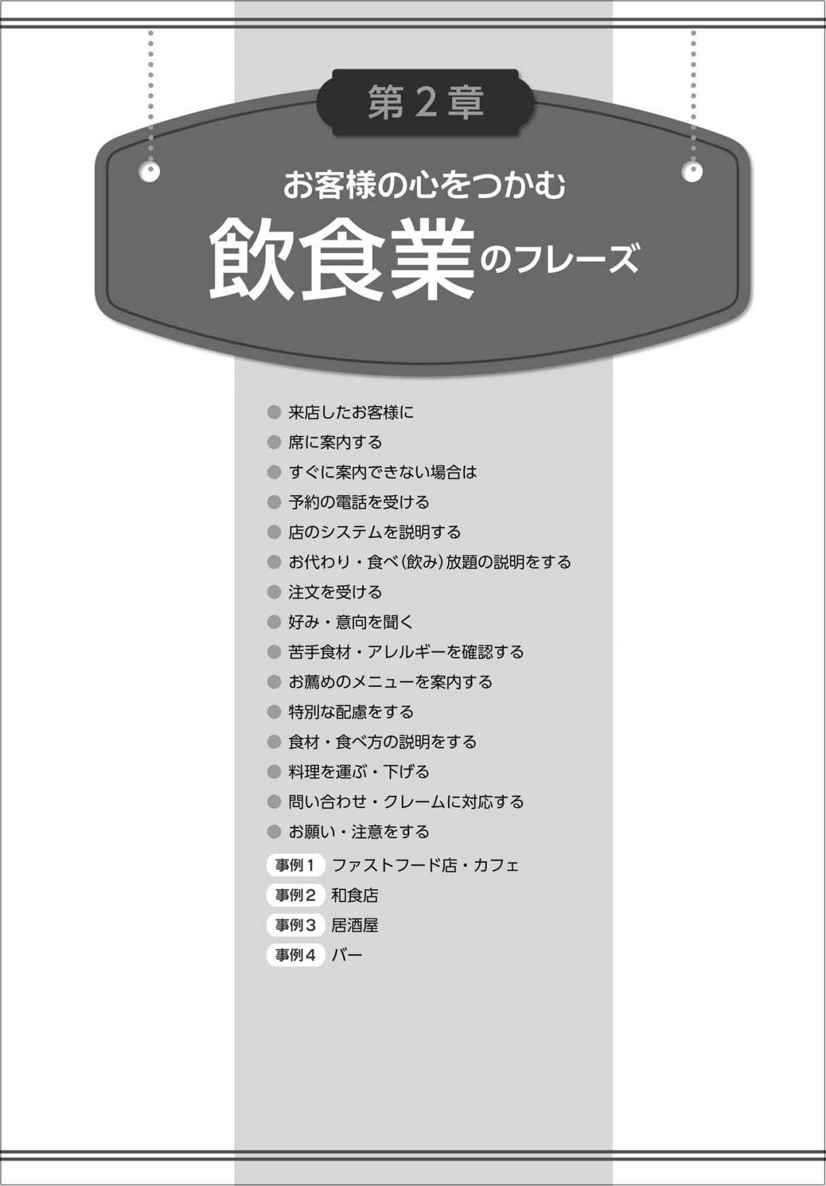 第2章
お客様の心をつかむ
飲食業のフレーズ
● 来店したお客様に
● 席に案内する
● すぐに案内できない場合は
● 予約の電話を受ける
● 店のシステムを説明する
● お代わり・食べ(飲み)放題の説明をする
● 注文を受ける
● 好み・意向を聞く
● 苦手食材・アレルギーを確認する
● お薦めのメニューを案内する
● 特別な配慮をする
● 食材・食べ方の説明をする
● 料理を運ぶ・下げる
● 問い合わせ・クレームに対応する
● お願い・注意をする
事例1 ファストフード店・カフェ
事例2 和食店
事例3 居酒屋
事例4 バー